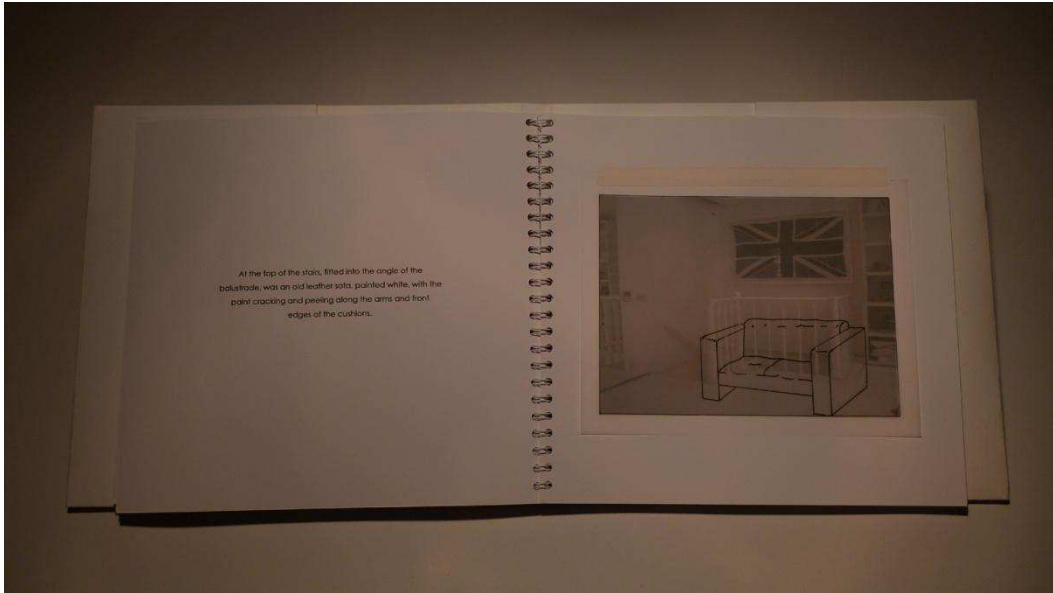 At the top of the stairs, fitted into the angle of the
balustrade, was an old leather sofa, painted white, with the
paint cracking and peeling along the arms and front
edges of the cushions.